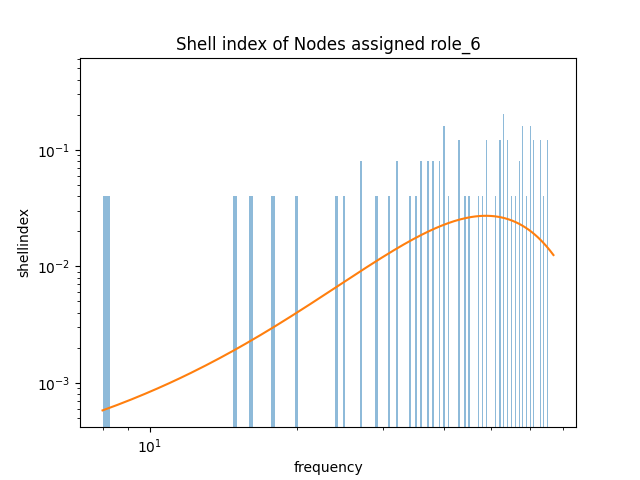 Shell index of Nodes assigned role_6
shellindex
10⁻¹
10⁻²
10⁻³
10¹
frequency